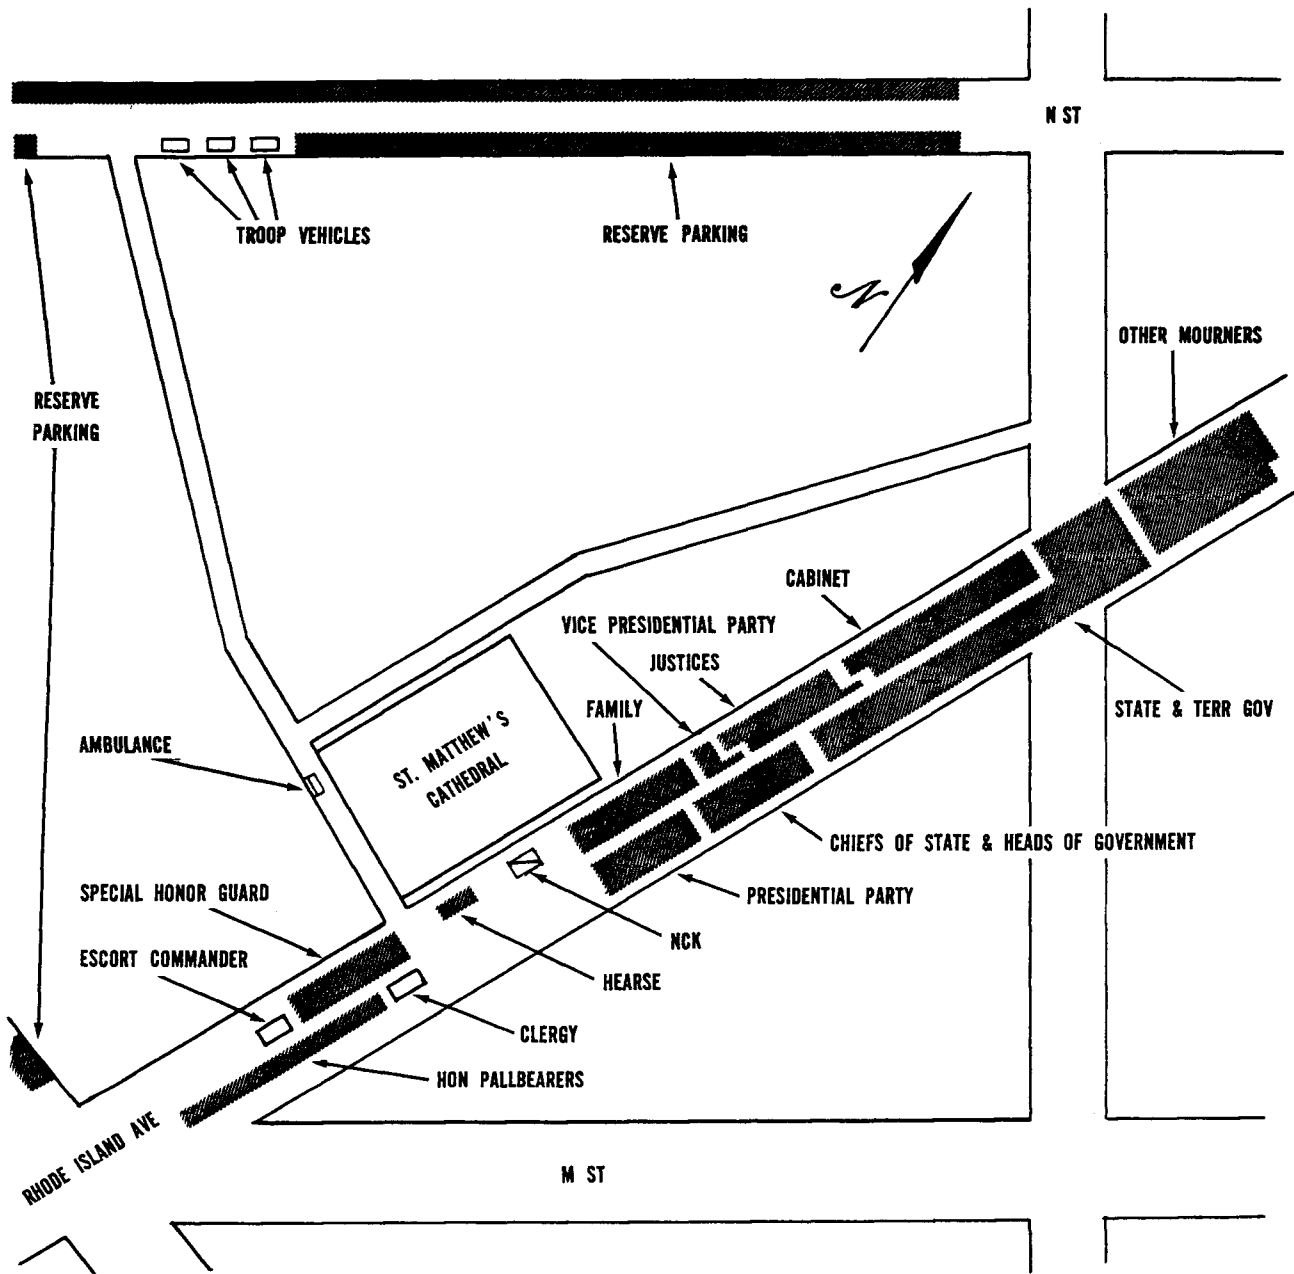 N ST
TROOP VEHICLES
RESERVE PARKING
N
OTHER MOURNERS
RESERVE
PARKING
CABINET
VICE PRESIDENTIAL PARTY
JUSTICES
FAMILY
STATE & TERR GOV
ST. MATTHEW'S
CATHEDRAL
AMBULANCE
CHIEFS OF STATE & HEADS OF GOVERNMENT
SPECIAL HONOR GUARD
PRESIDENTIAL PARTY
NCK
ESCORT COMMANDER
HEARSE
CLERGY
HON PALLBEARERS
RHODE ISLAND AVE
M ST